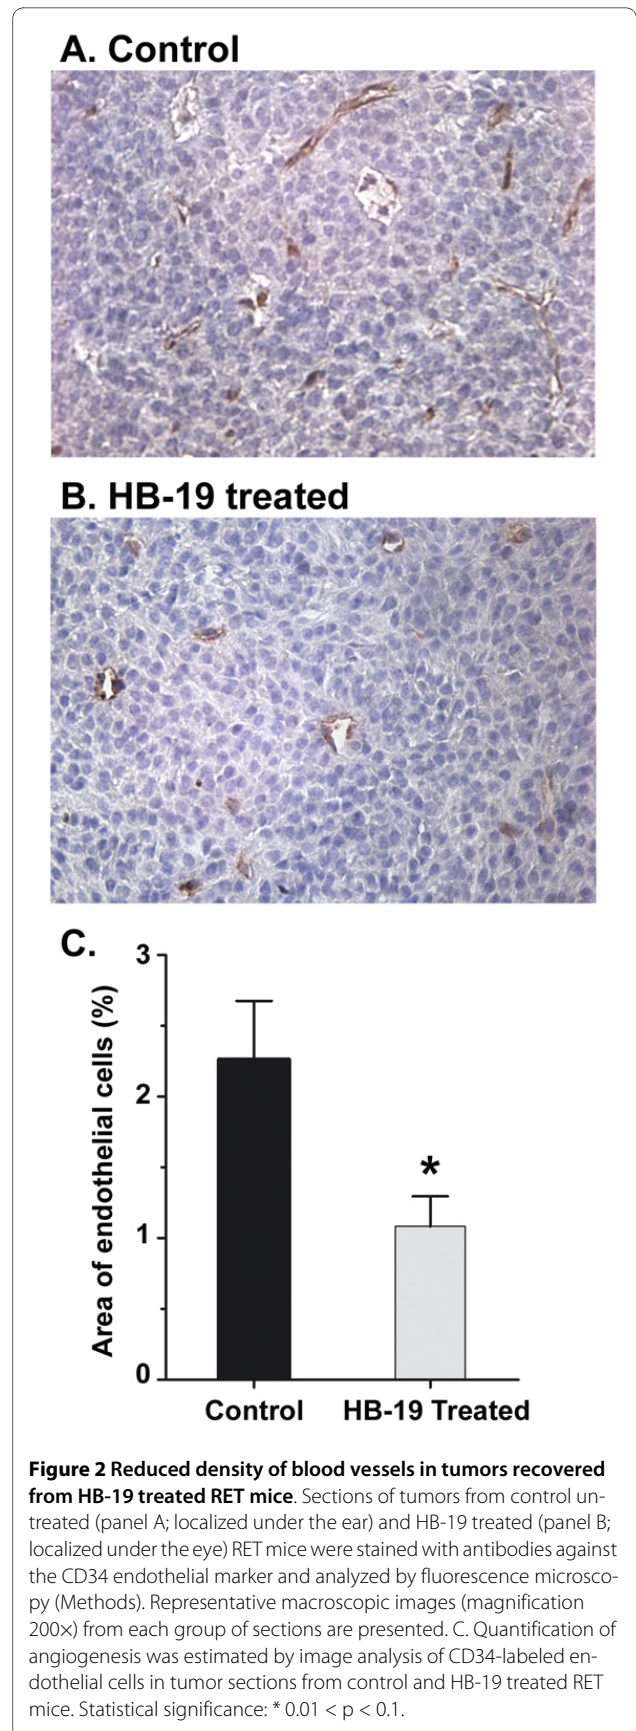 A. Control
B. HB-19 treated
C.
Area of endothelial cells (%)
3
2
1
0
*
Control
HB-19 Treated
Figure 2 Reduced density of blood vessels in tumors recovered
from HB-19 treated RET mice. Sections of tumors from control un-
treated (panel A; localized under the ear) and HB-19 treated (panel B;
localized under the eye) RET mice were stained with antibodies against
the CD34 endothelial marker and analyzed by fluorescence microsco-
py (Methods). Representative macroscopic images (magnification
200×) from each group of sections are presented. C. Quantification of
angiogenesis was estimated by image analysis of CD34-labeled en-
dothelial cells in tumor sections from control and HB-19 treated RET
mice. Statistical significance: * 0.01 < p < 0.1.